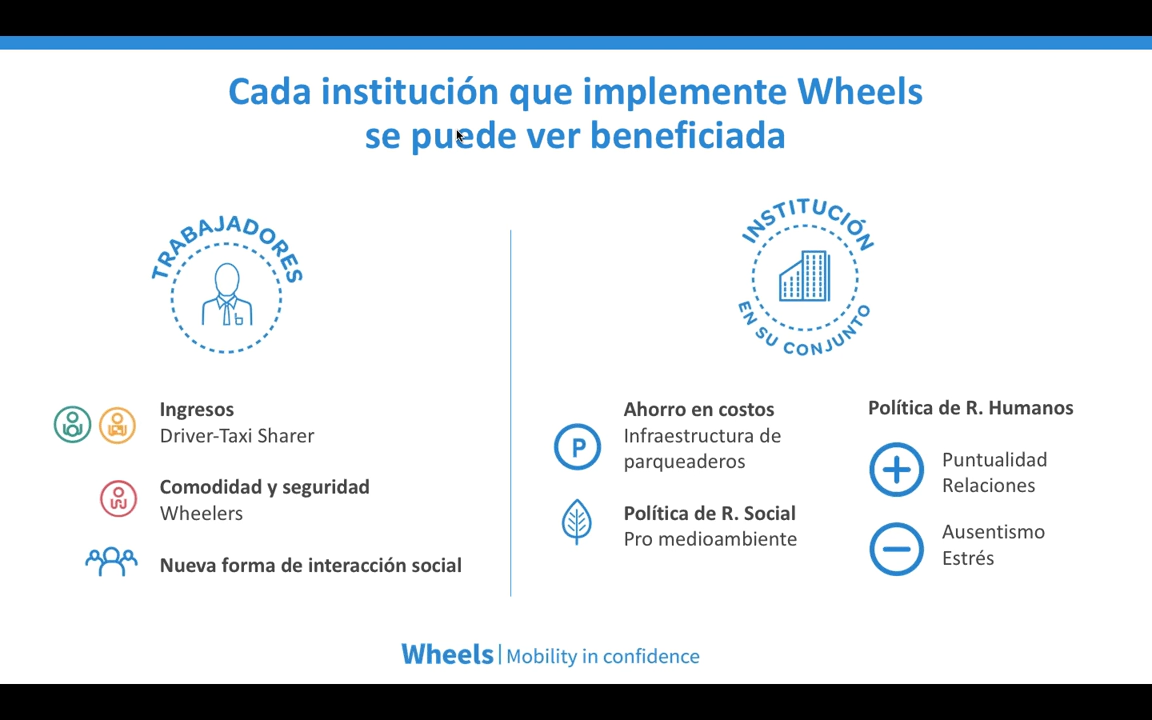 Cada institución que implemente Wheels
se puede ver beneficiada
TRABAJADORES
Ingresos
Driver-Taxi Sharer
Comodidad y seguridad
Wheelers
Nueva forma de interacción social
INSTITUCIÓN
EN SU CONJUNTO
P
Ahorro en costos
Infraestructura de
parqueaderos
Política de R. Social
Pro medioambiente
Política de R. Humanos
Puntualidad
Relaciones
Ausentismo
Estrés
Wheels | Mobility in confidence